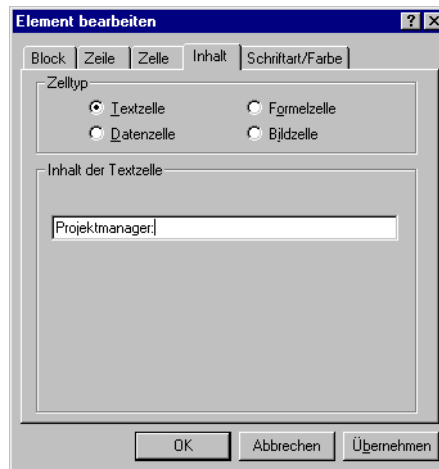 Element bearbeiten
Block Zeile Zelle Inhalt Schriftart/Farbe
Zelltyp
Textzelle Formelzelle
Datenzelle Bildzelle
Inhalt der Textzelle
Projektmanager:
OK Abbrechen Übernehmen